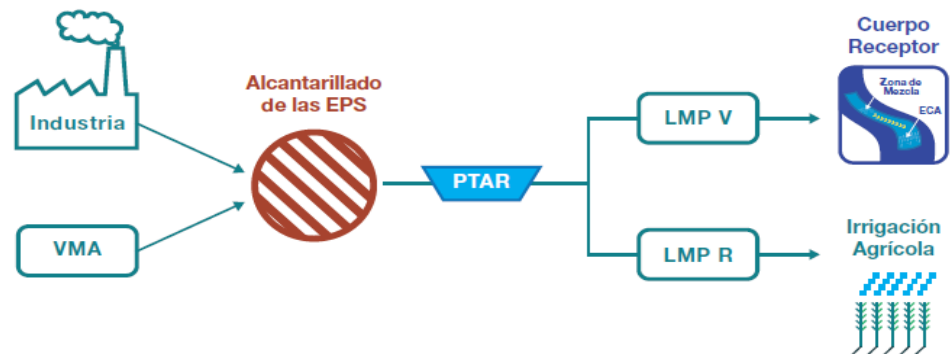 Industria
VMA
Alcantarillado
de las EPS
PTAR
LMP V
LMP R
Cuerpo
Receptor
Zona de
Mezcla
ECA
Irrigación
Agrícola